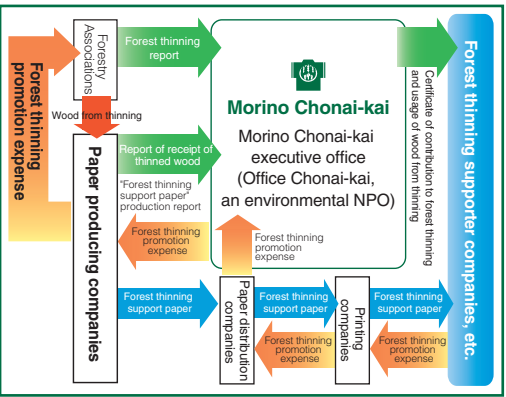 Forest thinning
promotion expense
Forestry
Associations
Forest thinning
report
Wood from thinning
Paper producing companies
Report of receipt of
thinned wood
"Forest thinning
support paper"
production report
Forest thinning
promotion
expense
Morino Chonai-kai
Morino Chonai-kai
executive office
(Office Chonai-kai,
an environmental NPO)
Forest thinning
promotion
expense
Certificate of contribution to forest thinning
and usage of wood from thinning
Forest thinning supporter companies, etc.
Forest thinning
support paper
Paper distribution
companies
Forest thinning
support paper
Forest thinning
promotion
expense
Printing
companies
Forest thinning
support paper
Forest thinning
promotion
expense